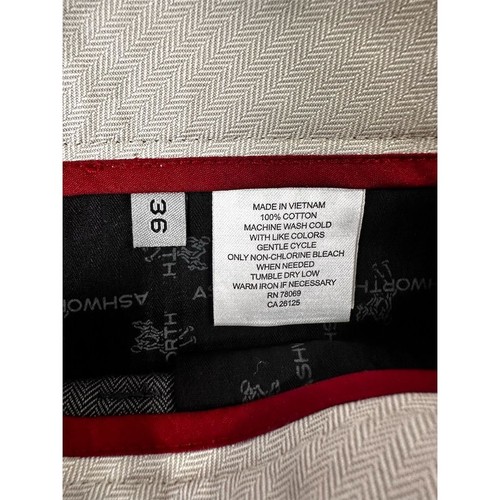 36
MADE IN VIETNAM
100% COTTON
MACHINE WASH COLD
WITH LIKE COLORS
GENTLE CYCLE
ONLY NON-CHLORINE BLEACH
WHEN NEEDED
TUMBLE DRY LOW
WARM IRON IF NECESSARY
RN 78069
CA 26125
ASHWORTH
ASHWORTH